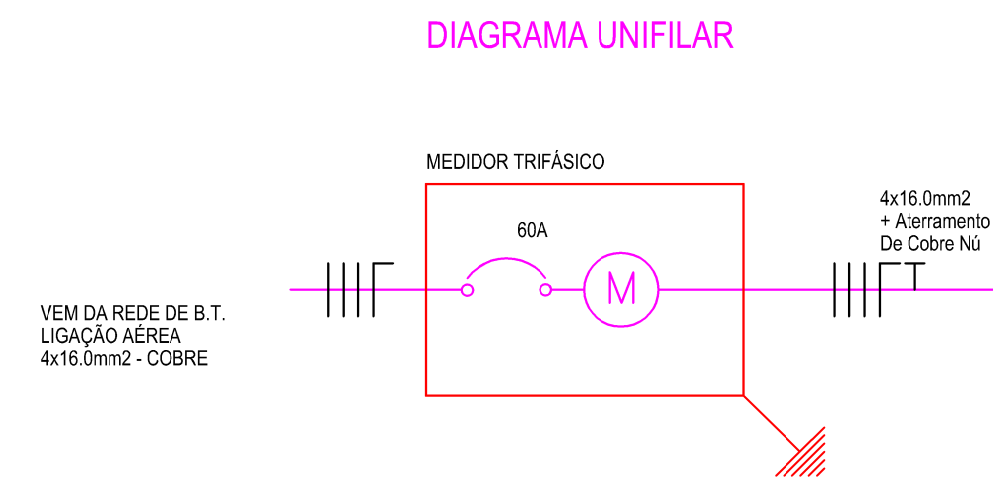 DIAGRAMA UNIFILAR
MEDIDOR TRIFÁSICO
60A
M
4x16.0mm2
+ Aterramento
De Cobre Nú
VEM DA REDE DE B.T.
LIGAÇÃO AÉREA
4x16.0mm2 - COBRE